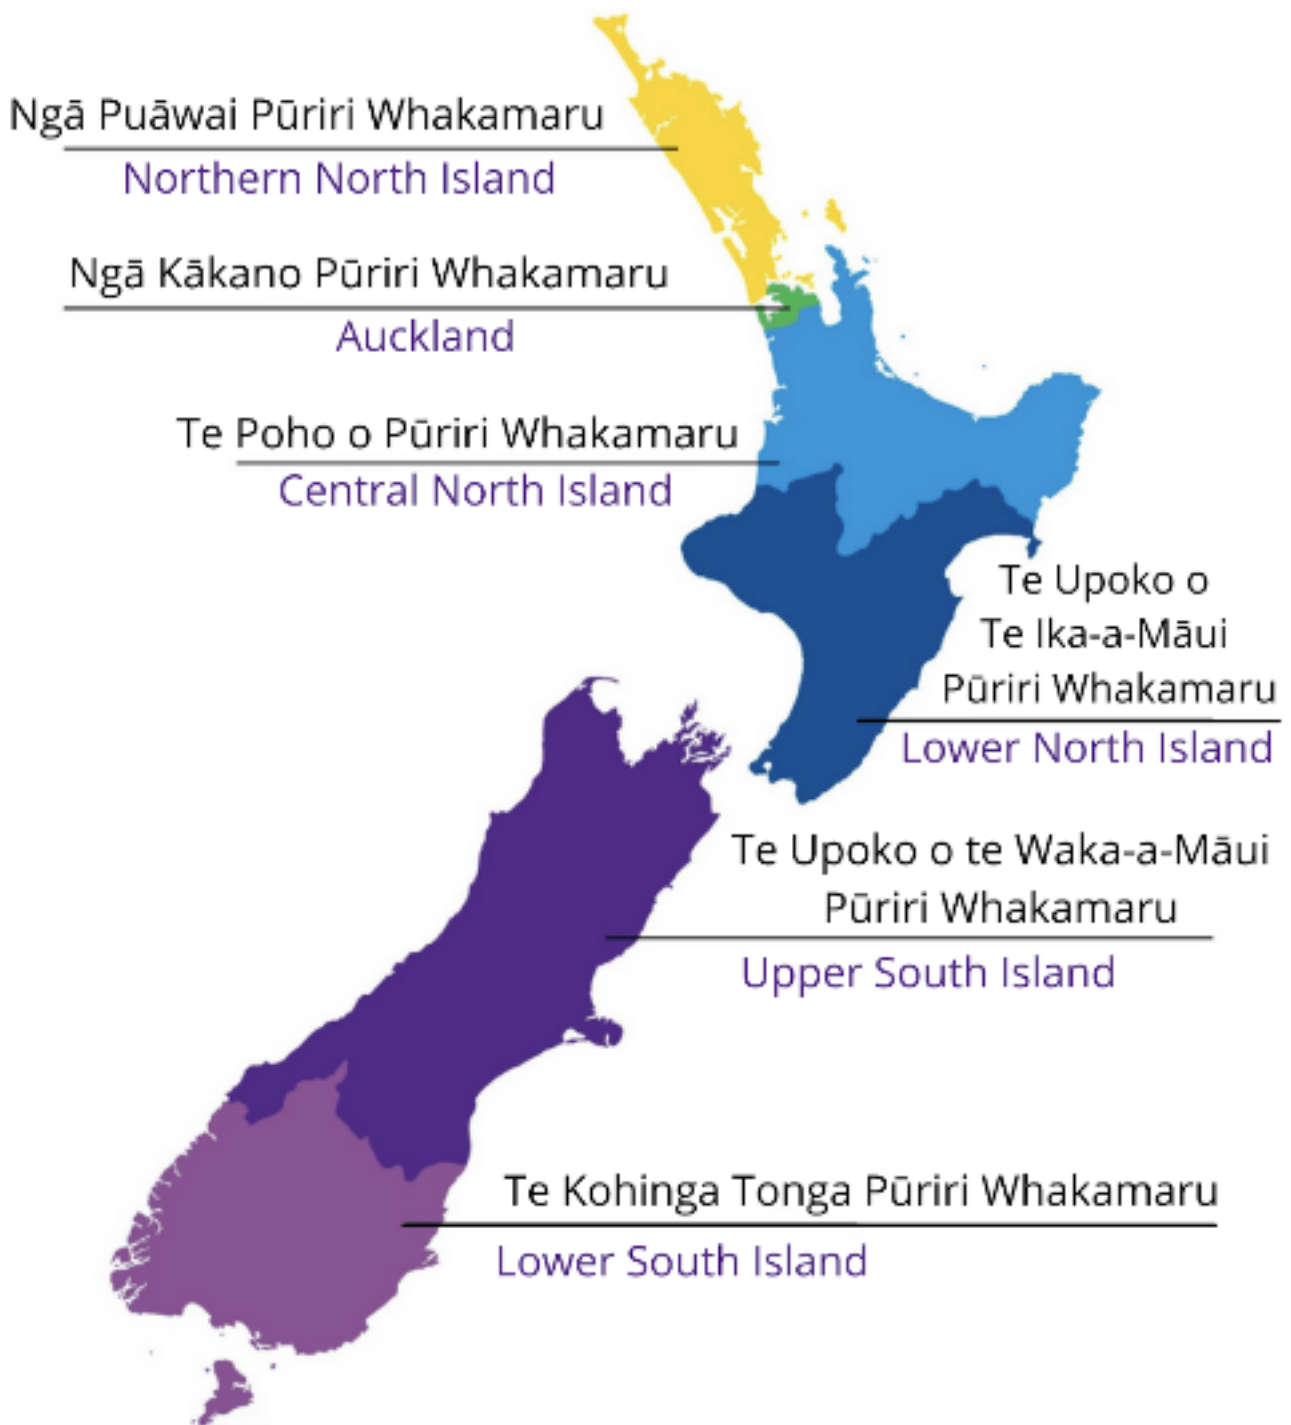 Ngā Puāwai Pūriri Whakamaru
Northern North Island
Ngā Kākano Pūriri Whakamaru
Auckland
Te Poho o Pūriri Whakamaru
Central North Island
Te Upoko o
Te Ika-a-Māui
Pūriri Whakamaru
Lower North Island
Te Upoko o te Waka-a-Māui
Pūriri Whakamaru
Upper South Island
Te Kohinga Tonga Pūriri Whakamaru
Lower South Island